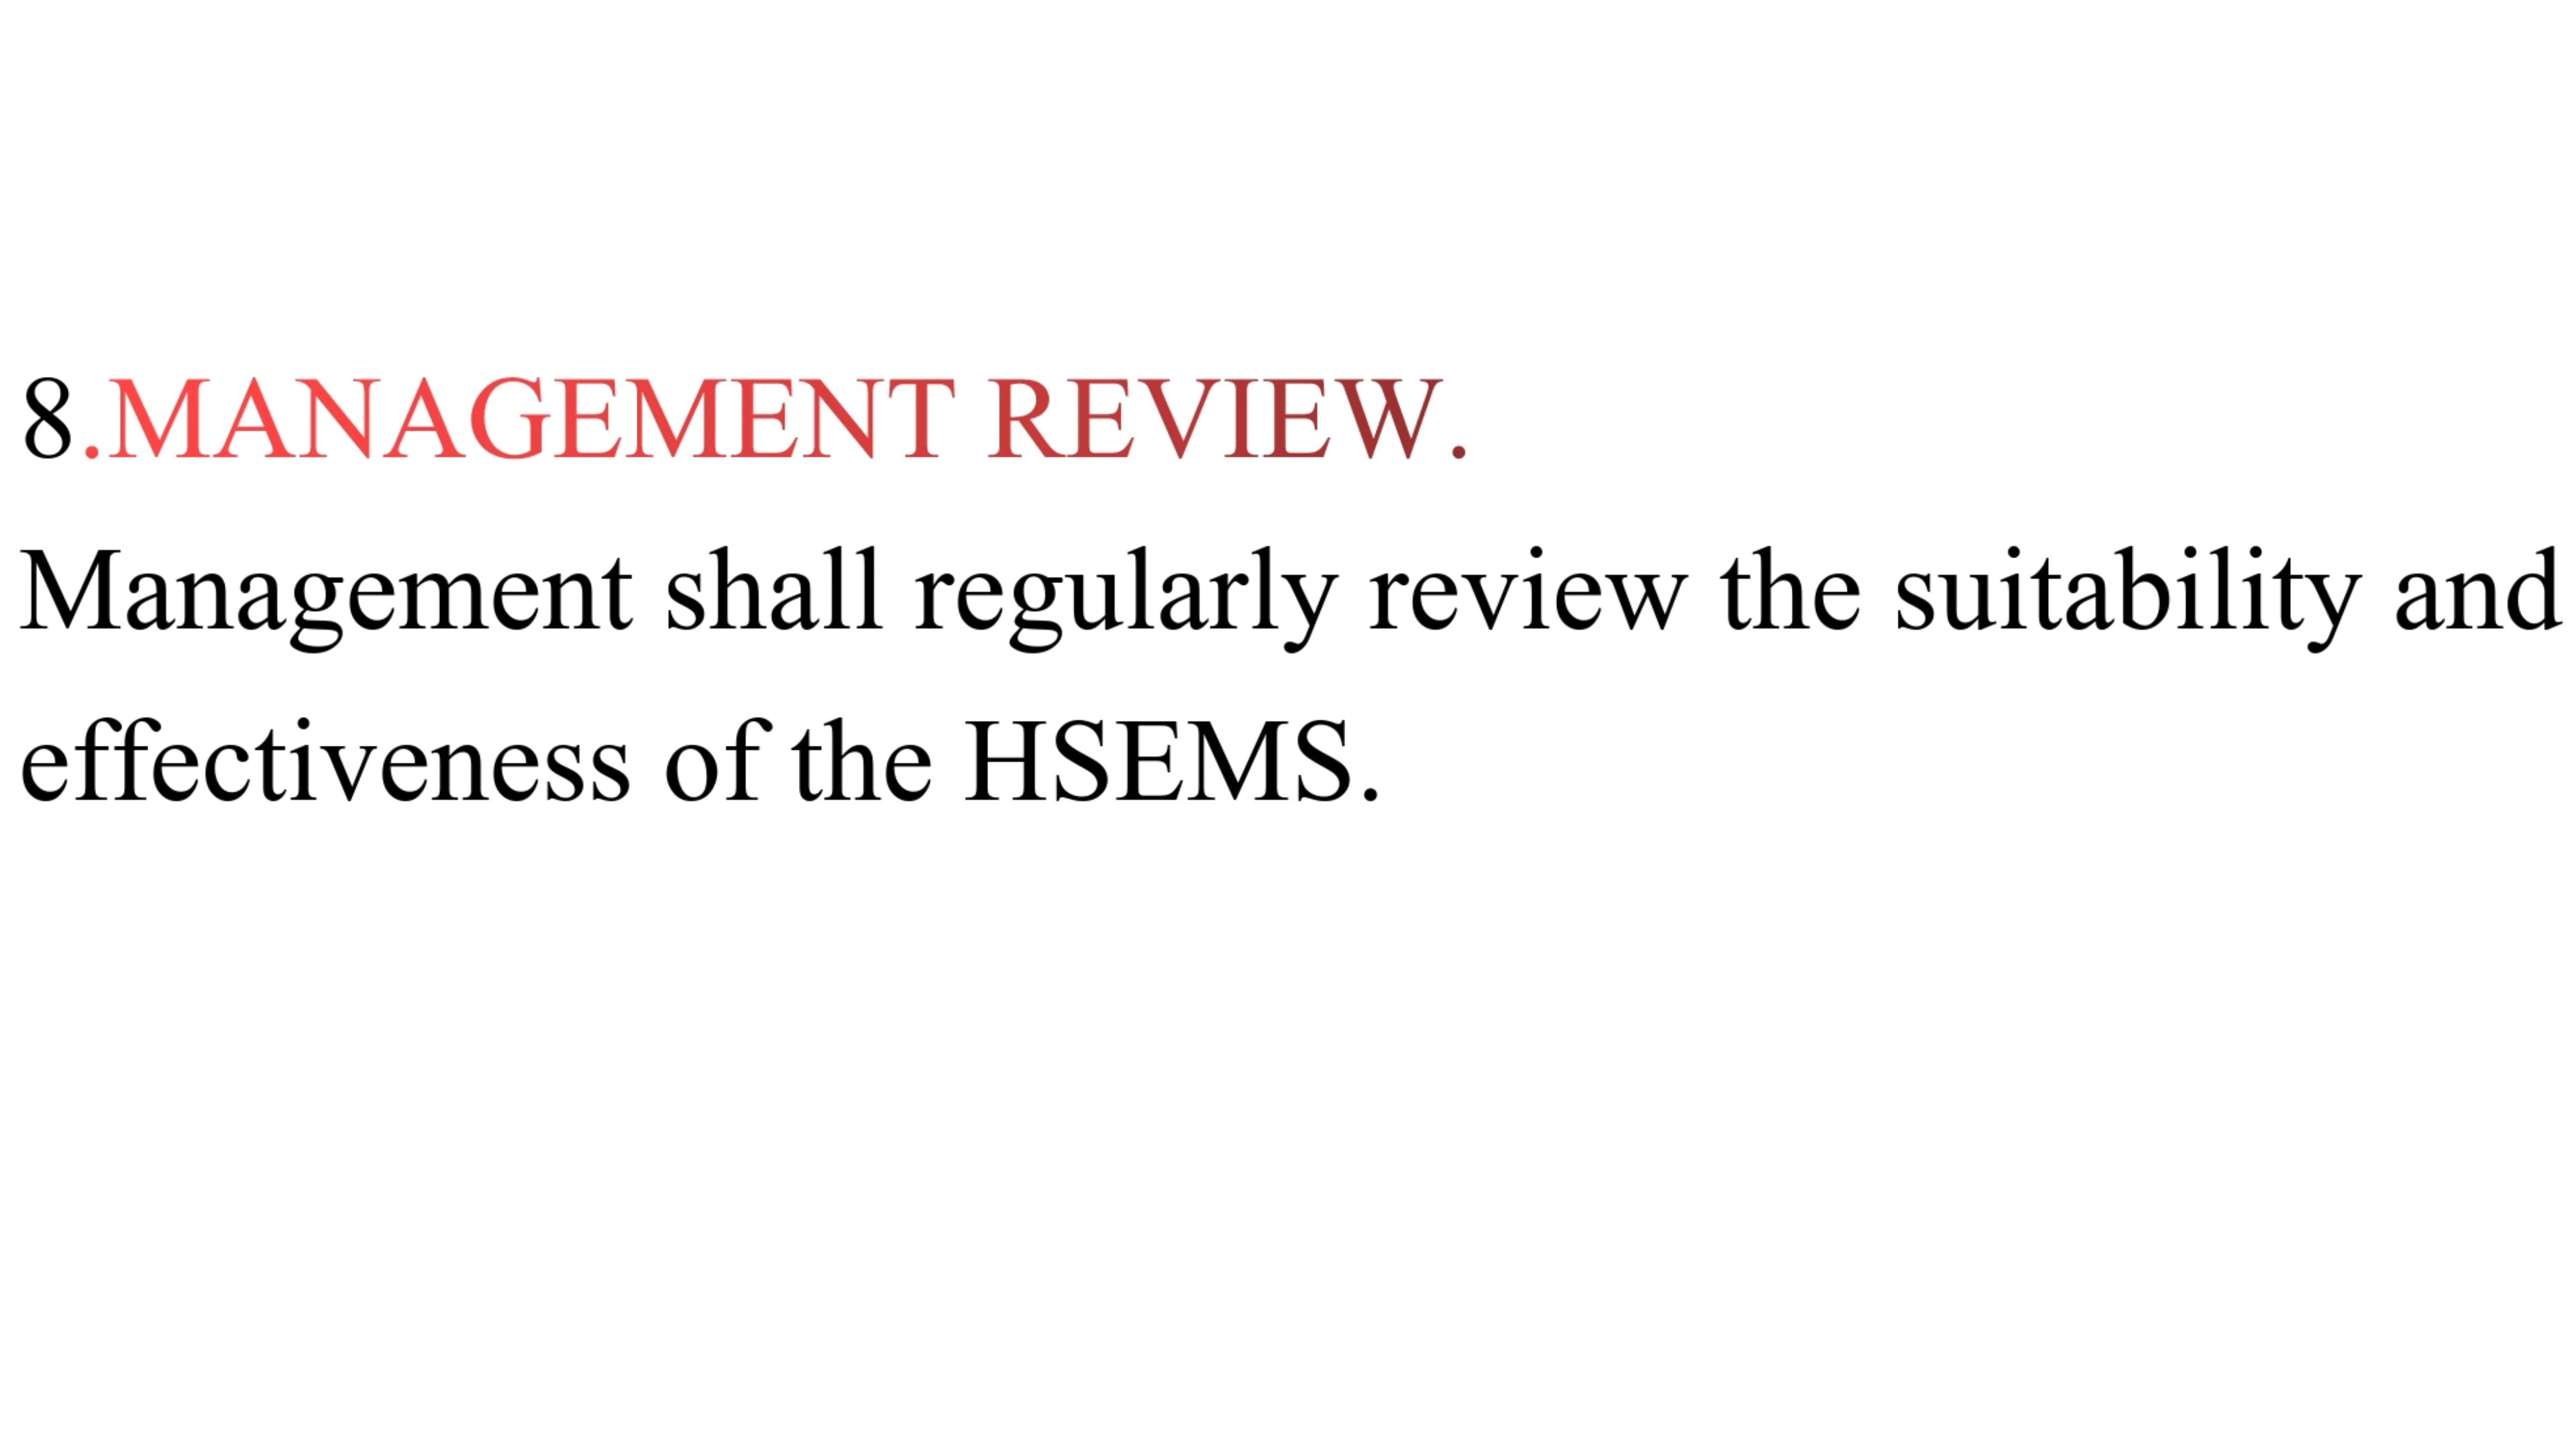 8.MANAGEMENT REVIEW.
Management shall regularly review the suitability and
effectiveness of the HSEMS.